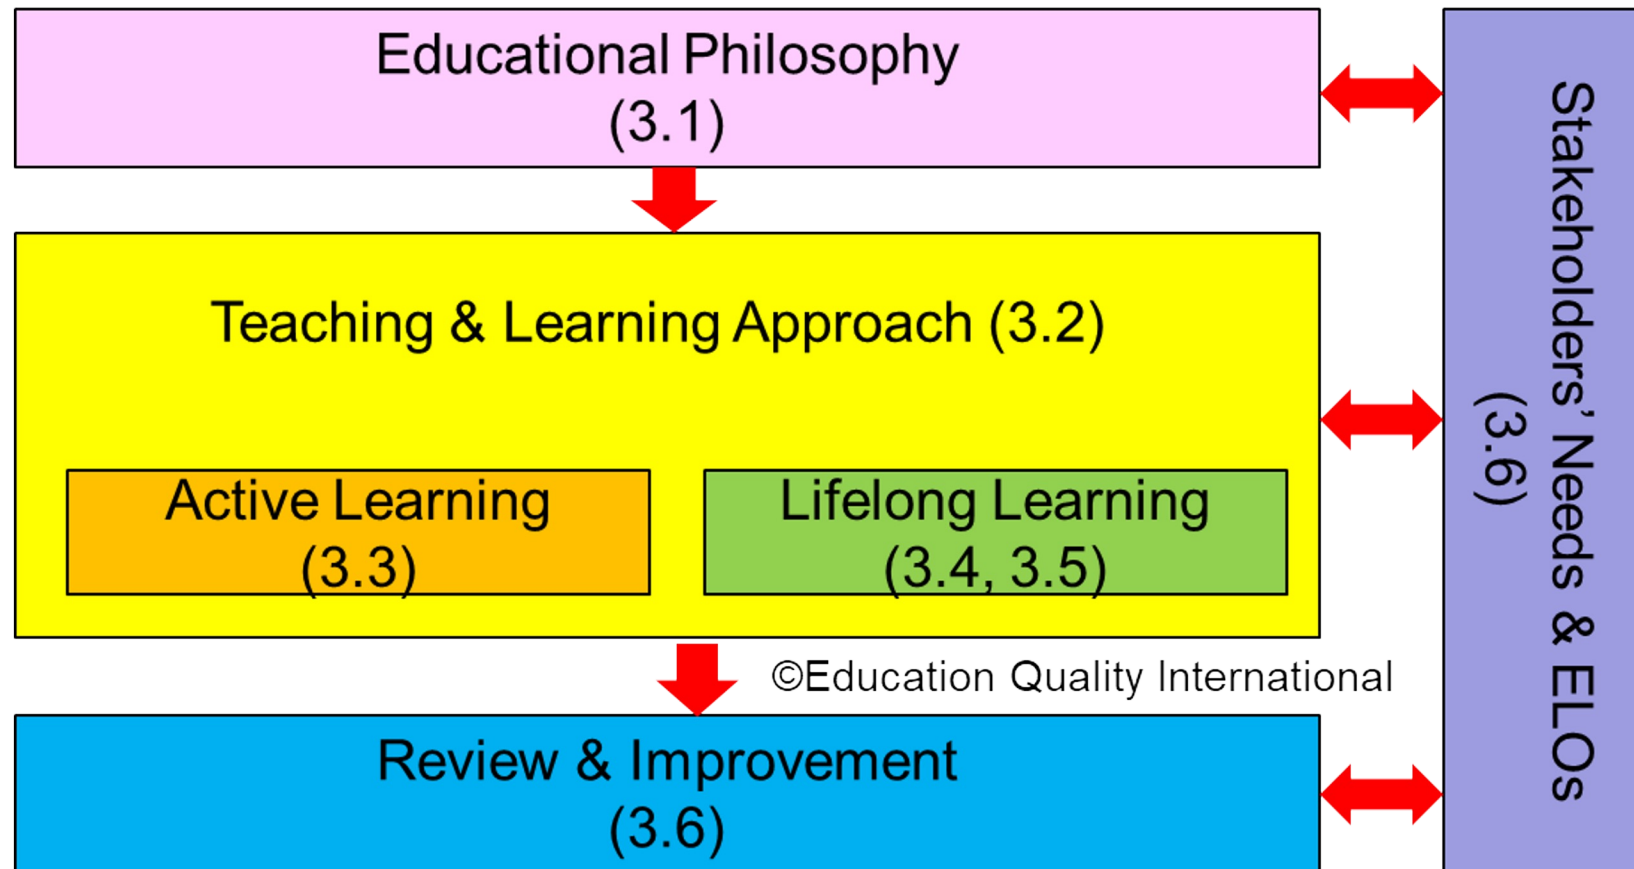 Educational Philosophy
(3.1)
Teaching & Learning Approach (3.2)
Active Learning
(3.3)
Lifelong Learning
(3.4, 3.5)
©Education Quality International
Review & Improvement
(3.6)
Stakeholders’ Needs & ELOs
(3.6)